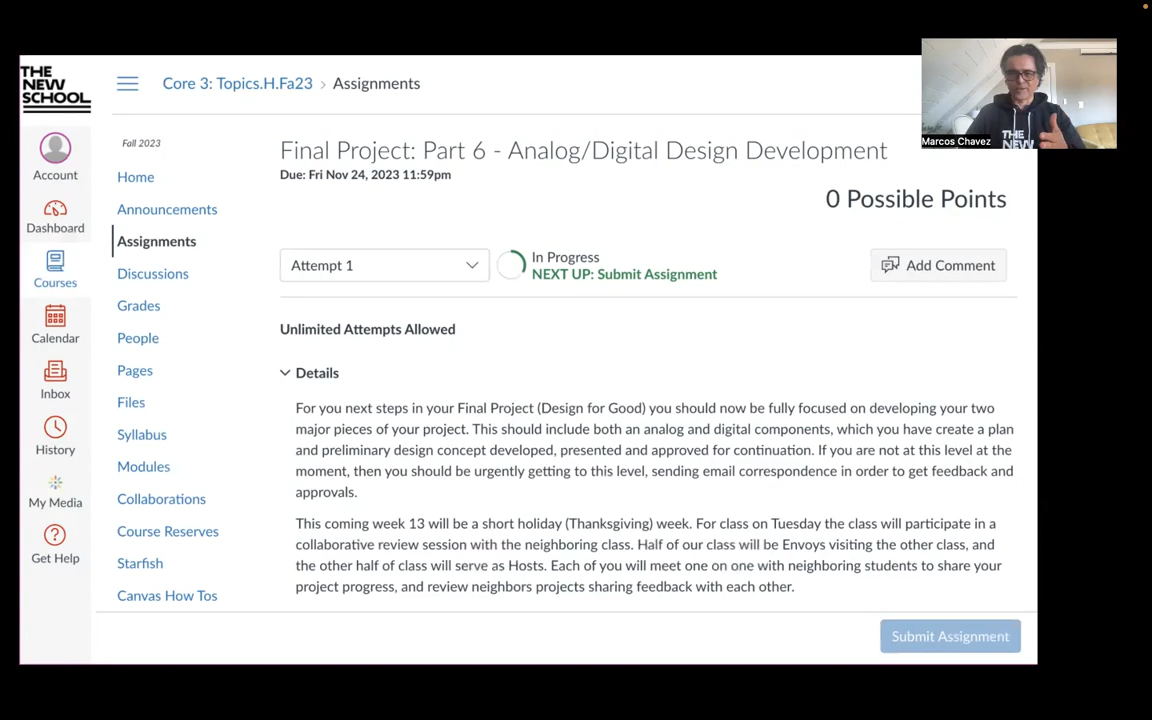 THE
NEW
SCHOOL
Account
Dashboard
Courses
Calendar
Inbox
History
My Media
Get Help
Core 3: Topics.H.Fa23 › Assignments
Fall 2023
Home
Announcements
Assignments
Discussions
Grades
People
Pages
Files
Syllabus
Modules
Collaborations
Course Reserves
Starfish
Canvas How Tos
Final Project: Part 6 - Analog/Digital Design Development
Due: Fri Nov 24, 2023 11:59pm
0 Possible Points
Attempt 1
In Progress
NEXT UP: Submit Assignment
Add Comment
Unlimited Attempts Allowed
Details
For you next steps in your Final Project (Design for Good) you should now be fully focused on developing your two
major pieces of your project. This should include both an analog and digital components, which you have create a plan
and preliminary design concept developed, presented and approved for continuation. If you are not at this level at the
moment, then you should be urgently getting to this level, sending email correspondence in order to get feedback and
approvals.
This coming week 13 will be a short holiday (Thanksgiving) week. For class on Tuesday the class will participate in a
collaborative review session with the neighboring class. Half of our class will be Envoys visiting the other class, and
the other half of class will serve as Hosts. Each of you will meet one on one with neighboring students to share your
project progress, and review neighbors projects sharing feedback with each other.
Submit Assignment
Marcos Chavez
THE
NEW